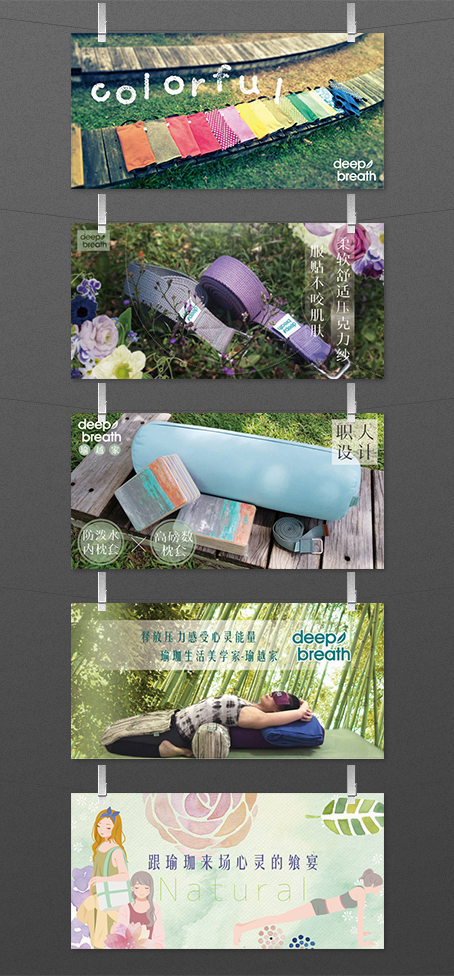 colorful
deep
breath
deep
breath
柔软舒适压克力纱
服贴不咬肌肤
deep
breath
瑜越家
职人
设计
防泼水
内枕套
×
高磅数
枕套
释放压力感受心灵能量
瑜珈生活美学家-瑜越家
deep
breath
跟瑜珈来场心灵的飨宴
Natural